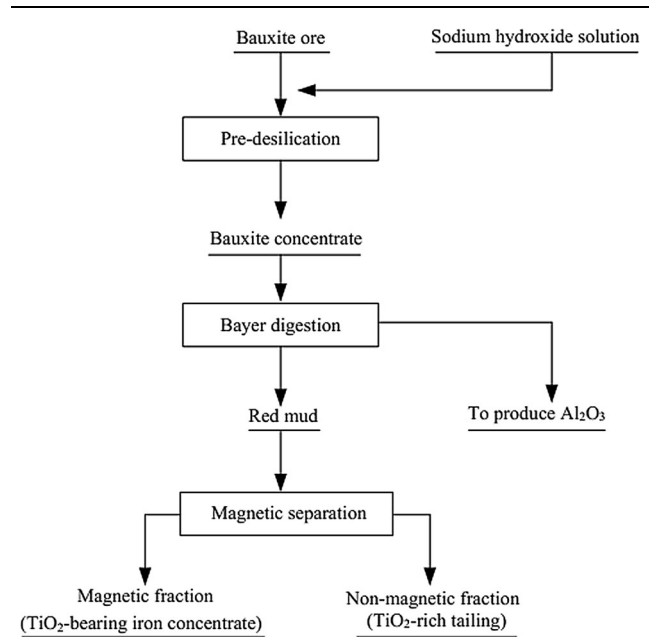 Bauxite ore
Sodium hydroxide solution
Pre-desilication
Bauxite concentrate
Bayer digestion
Red mud
To produce Al₂O₃
Magnetic separation
Magnetic fraction
(TiO₂-bearing iron concentrate)
Non-magnetic fraction
(TiO₂-rich tailing)